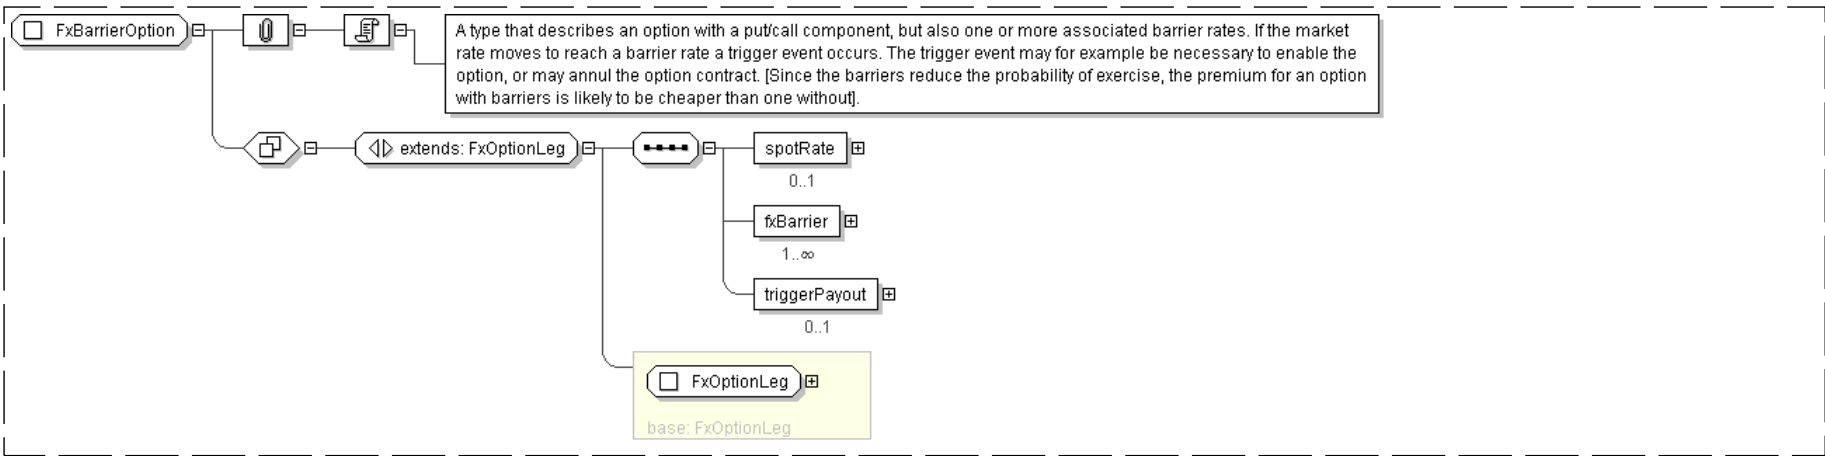 FxBarrierOption
A type that describes an option with a put/call component, but also one or more associated barrier rates. If the market
rate moves to reach a barrier rate a trigger event occurs. The trigger event may for example be necessary to enable the
option, or may annul the option contract. [Since the barriers reduce the probability of exercise, the premium for an option
with barriers is likely to be cheaper than one without].
extends: FxOptionLeg
spotRate
0..1
fxBarrier
1..∞
triggerPayout
0..1
FxOptionLeg
base: FxOptionLeg